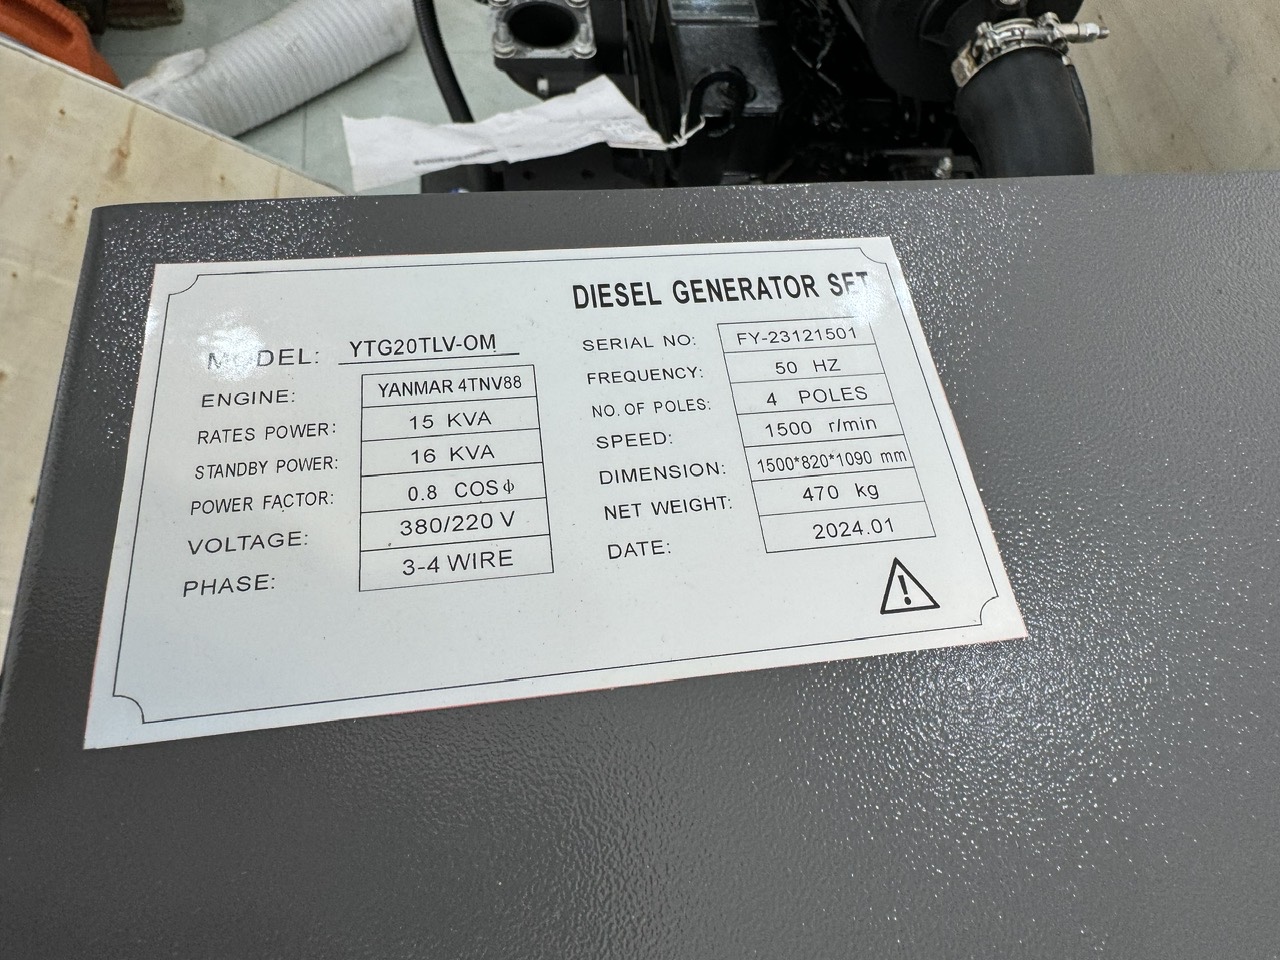 DIESEL GENERATOR SET
MODEL: YTG20TLV-OM
ENGINE: YANMAR 4TNV88
RATES POWER: 15 KVA
STANDBY POWER: 16 KVA
POWER FACTOR: 0.8 COSϕ
VOLTAGE: 380/220 V
PHASE: 3-4 WIRE
SERIAL NO: FY-23121501
FREQUENCY: 50 HZ
NO. OF POLES: 4 POLES
SPEED: 1500 r/min
DIMENSION: 1500*820*1090 mm
NET WEIGHT: 470 kg
DATE: 2024.01